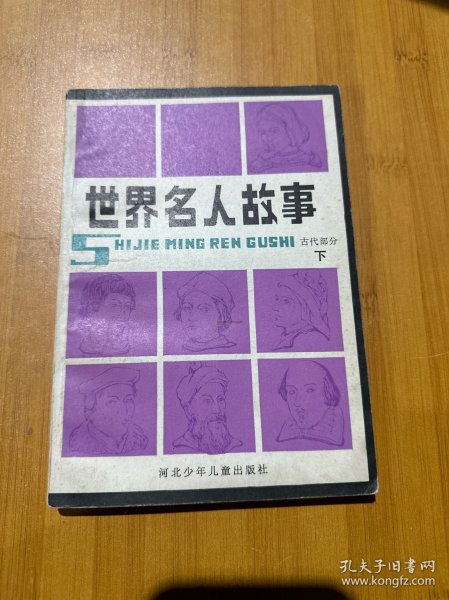 世界名人故事
SHIJIE MING REN GUSHI 古代部分
下
河北少年儿童出版社
孔夫子旧书网
www.kongfz.com